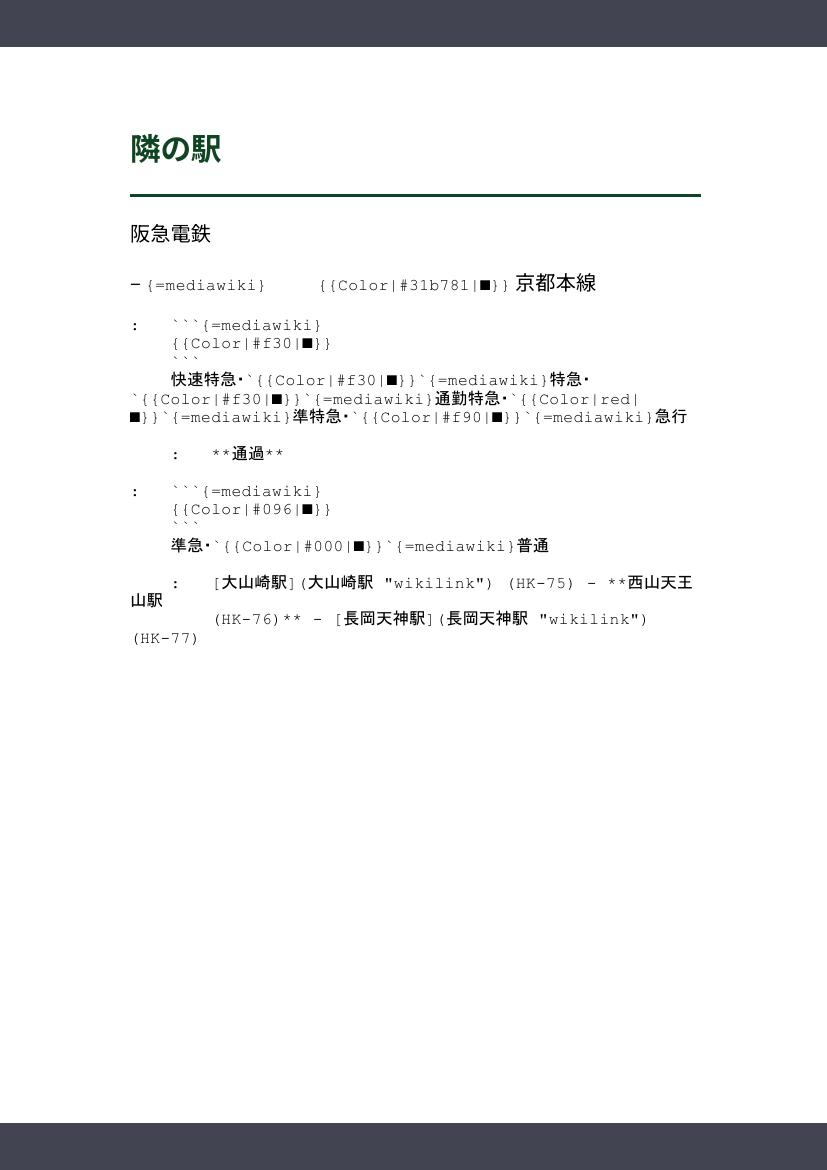 隣の駅
阪急電鉄
– {=mediawiki}     {{Color|#31b781|■}} 京都本線
:   ```{=mediawiki}
    {{Color|#f30|■}}
    ```
    快速特急・`{{Color|#f30|■}}`{=mediawiki}特急・
`{{Color|#f30|■}}`{=mediawiki}通勤特急・`{{Color|red|
■}}`{=mediawiki}準特急・`{{Color|#f90|■}}`{=mediawiki}急行
    :   **通過**
:   ```{=mediawiki}
    {{Color|#096|■}}
    ```
    準急・`{{Color|#000|■}}`{=mediawiki}普通
    :   [大山崎駅](大山崎駅 "wikilink") (HK-75) - **西山天王
山駅
        (HK-76)** - [長岡天神駅](長岡天神駅 "wikilink")
(HK-77)